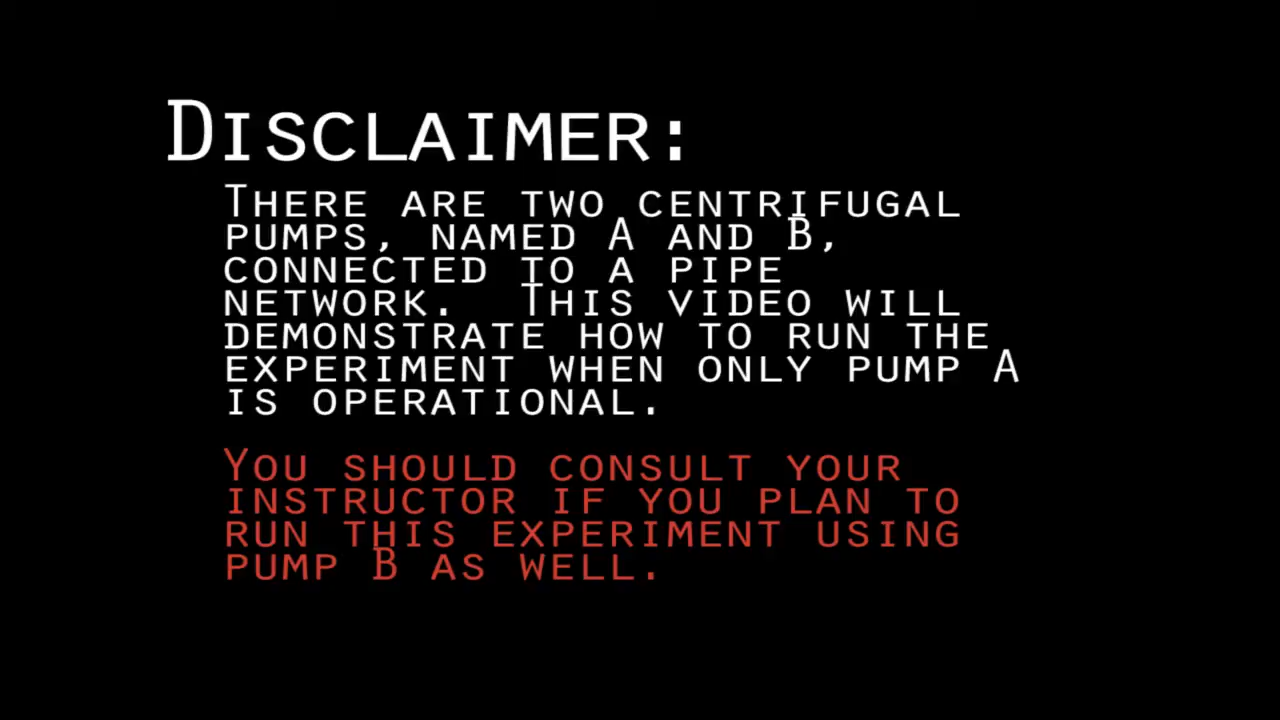 Disclaimer:
There are two centrifugal
pumps, named A and B,
connected to a pipe
network.  This video will
demonstrate how to run the
experiment when only pump A
is operational.
You should consult your
instructor if you plan to
run this experiment using
pump B as well.